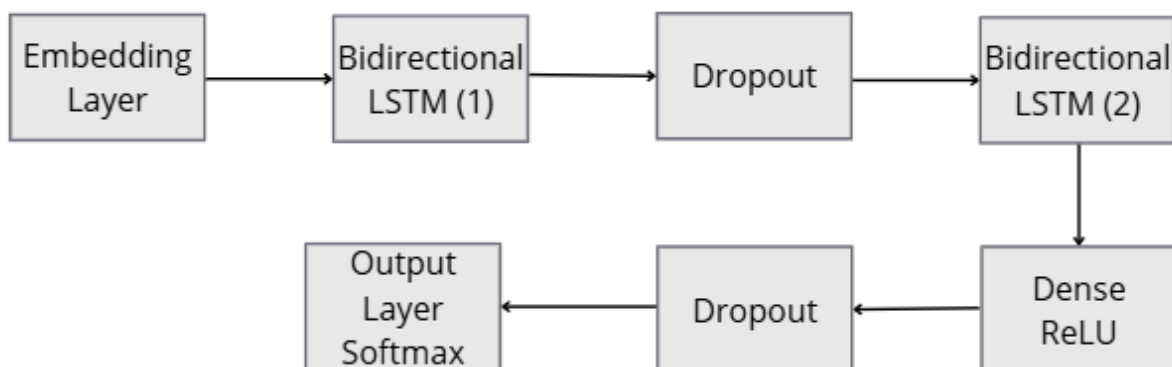 Embedding
Layer
Bidirectional
LSTM (1)
Dropout
Bidirectional
LSTM (2)
Dense
ReLU
Dropout
Output
Layer
Softmax